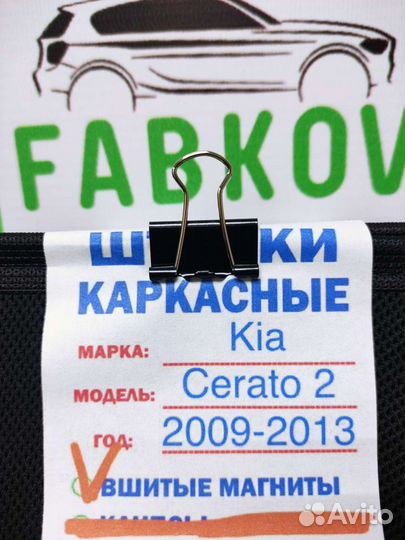 FABKOV
КАРКАСНЫЕ
МАРКА: Kia
МОДЕЛЬ: Cerato 2
ГОД: 2009-2013
ВШИТЫЕ МАГНИТЫ
Avito